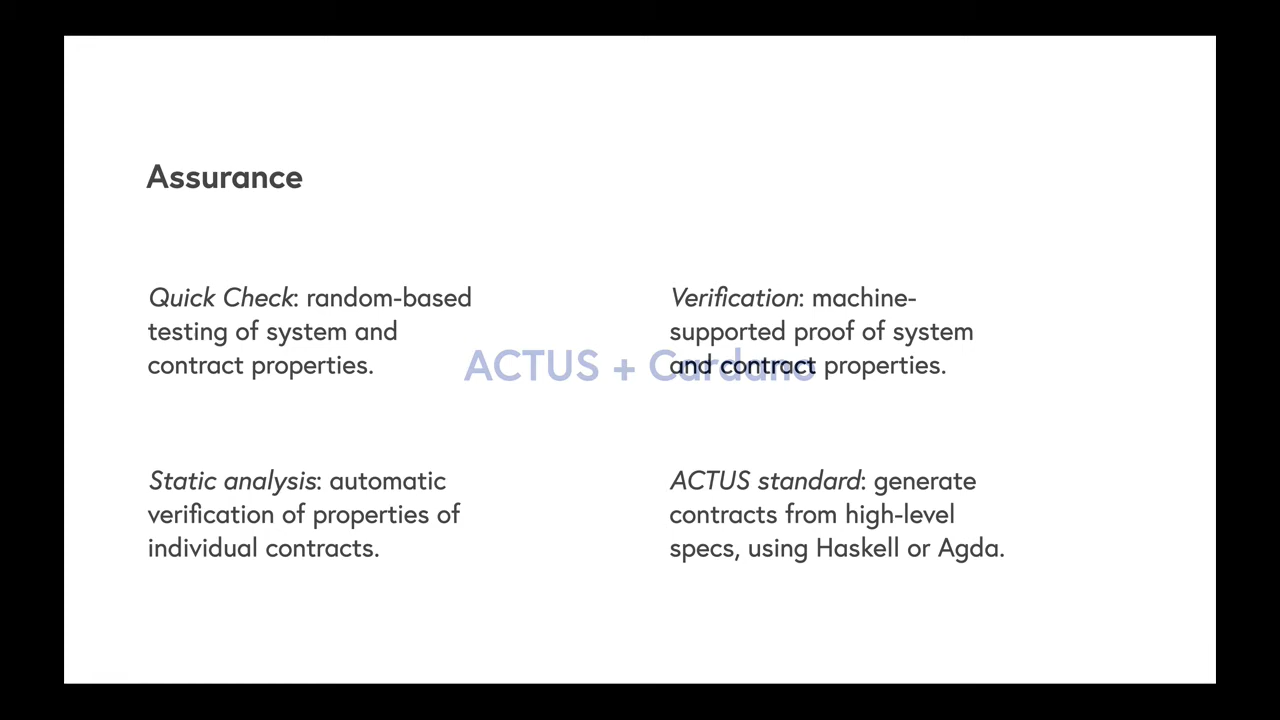 Assurance
Quick Check: random-based
testing of system and
contract properties.
Verification: machine-
supported proof of system
and contract properties.
ACTUS + Cardano
Static analysis: automatic
verification of properties of
individual contracts.
ACTUS standard: generate
contracts from high-level
specs, using Haskell or Agda.